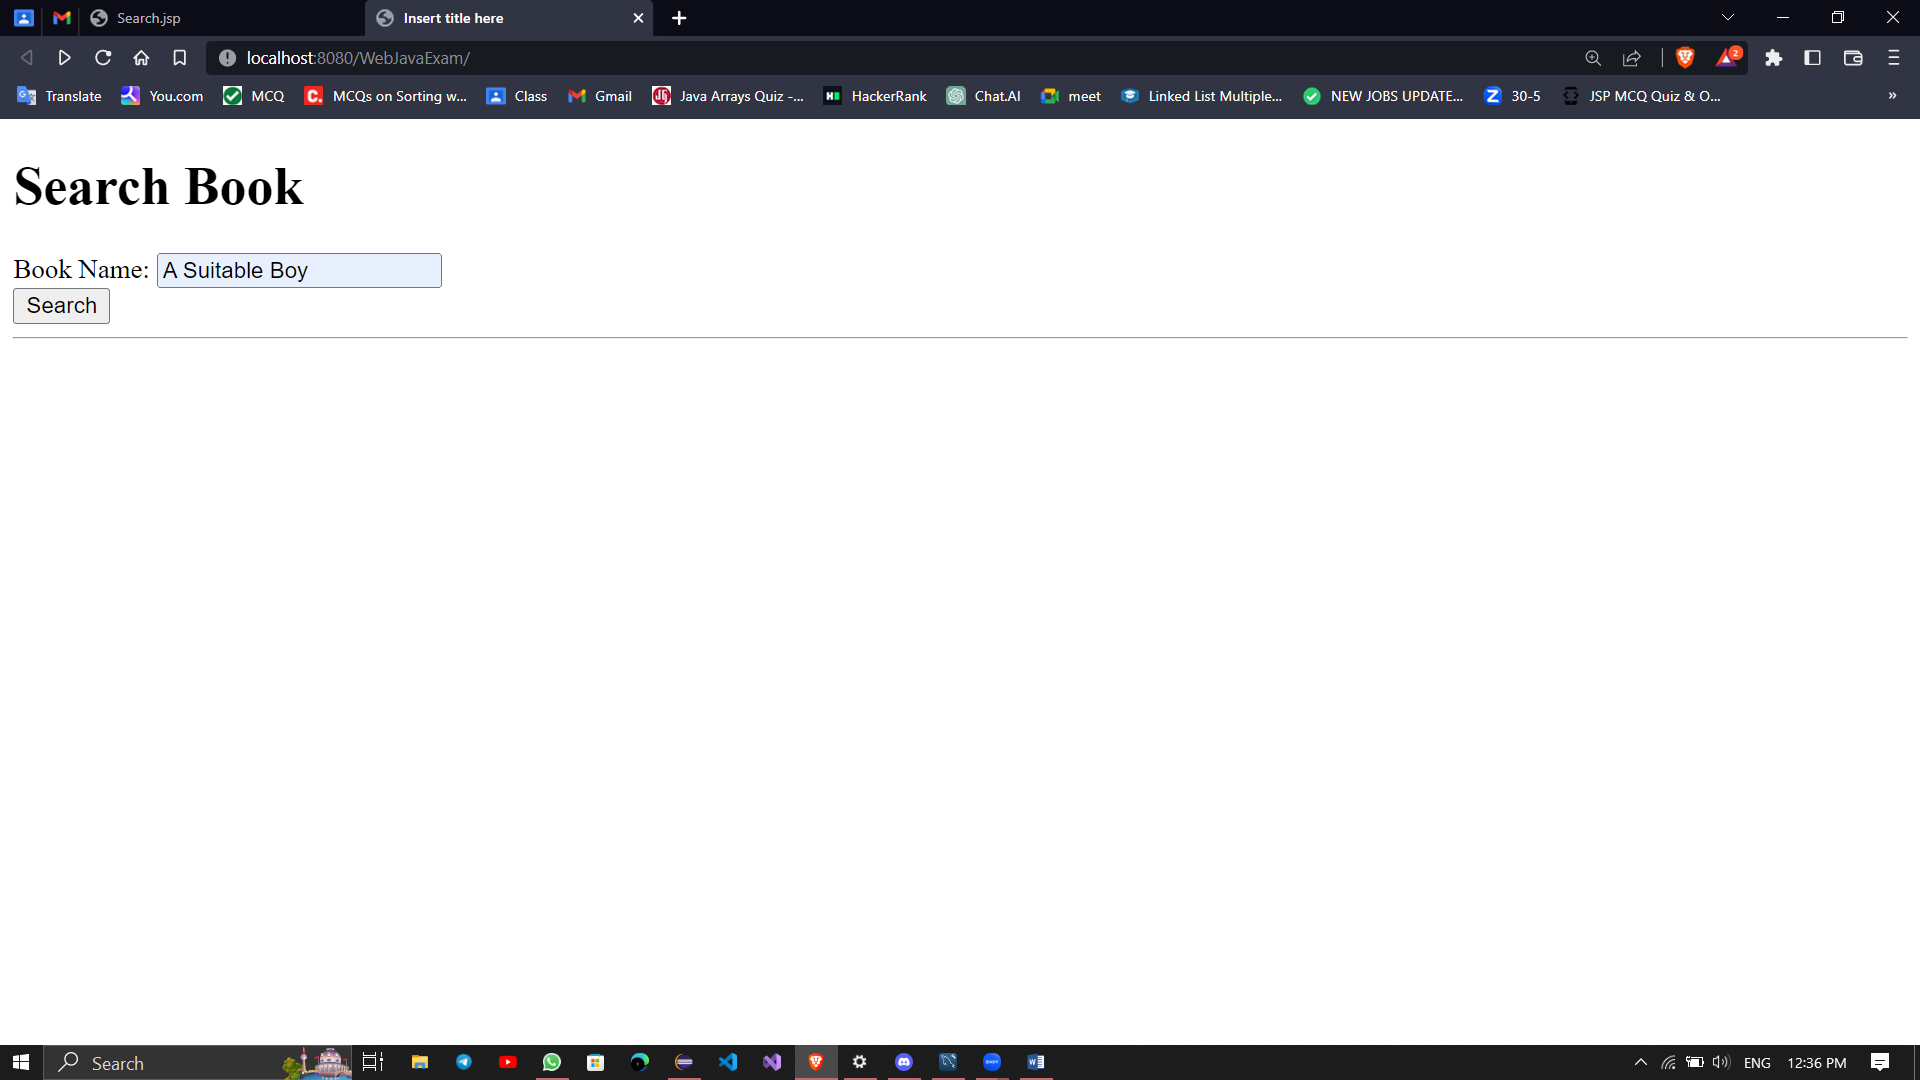 Search.jsp
Insert title here
localhost:8080/WebJavaExam/
2
Translate
You.com
MCQ
MCQs on Sorting w...
Class
Gmail
Java Arrays Quiz -...
HackerRank
Chat.AI
meet
Linked List Multiple...
NEW JOBS UPDATE...
30-5
JSP MCQ Quiz & O...
»
Search Book
Book Name: A Suitable Boy
Search
Search
ENG
12:36 PM